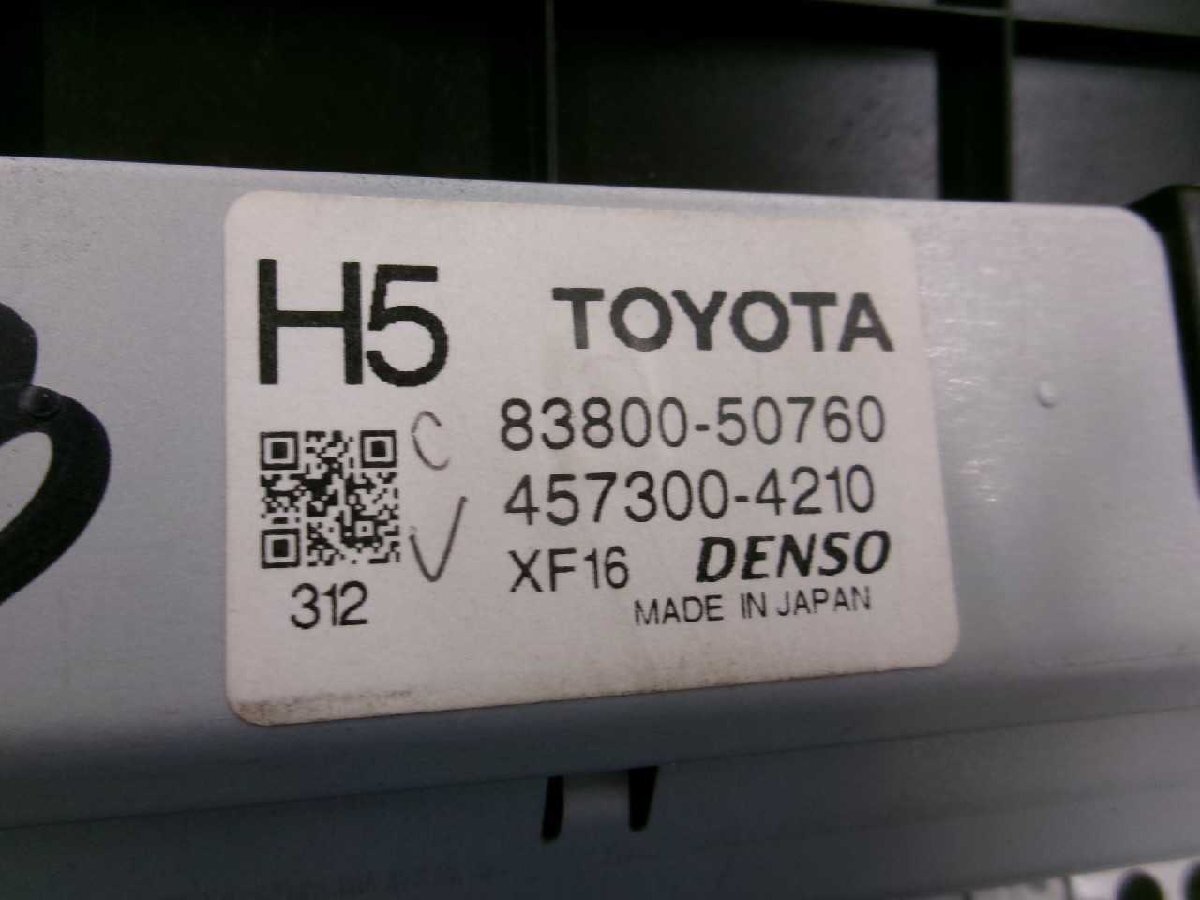 H5
TOYOTA
83800-50760
457300-4210
C
V
XF16 DENSO
312
MADE IN JAPAN